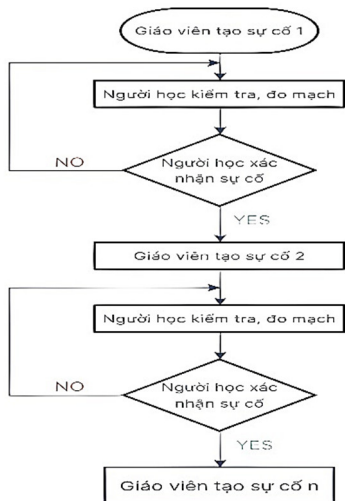 Giáo viên tạo sự cố 1
Người học kiểm tra, đo mạch
Người học xác
nhận sự cố
NO
YES
Giáo viên tạo sự cố 2
Người học kiểm tra, đo mạch
Người học xác
nhận sự cố
NO
YES
Giáo viên tạo sự cố n